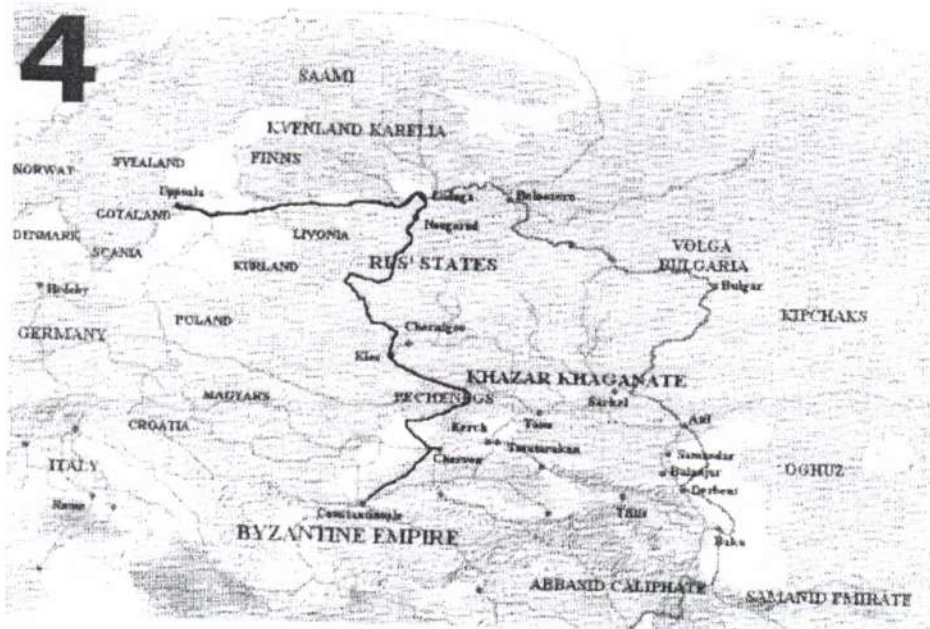 4
SAAMI
KVENLAND KARELIA
FINNS
NORWAY
SVEALAND
Uppsala
Ladoga
Beloozero
GOTALAND
Novgorod
DENMARK
LIVONIA
SCANIA
VOLGA
BULGARIA
KURLAND
RUS' STATES
Hedeby
Bulgar
KIPCHAKS
POLAND
GERMANY
Chernigov
Kiev
KHAZAR KHAGANATE
MAGYARS
PECHENEGS
Sarkel
CROATIA
Kerch
Atil
Tmutarakan
Samandar
ITALY
Cherson
Balanjar
OGHUZ
Derbent
Rome
Constantinople
Tiflis
BYZANTINE EMPIRE
Baku
ABBASID CALIPHATE
SAMANID EMIRATE